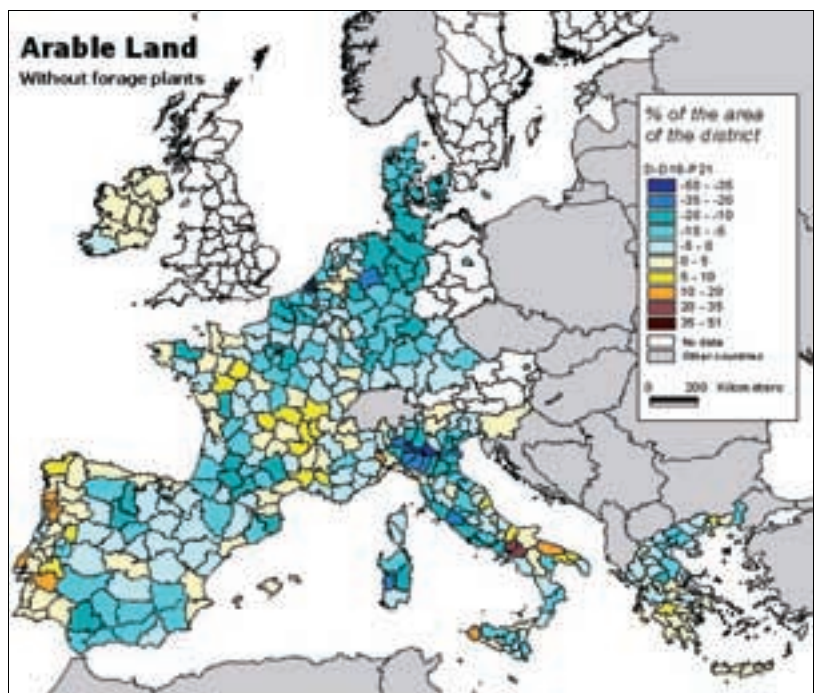 Arable Land
Without forage plants
% of the area
of the district
-50 - -35
-35 - -20
-20 - -10
-10 - -5
-5 - 0
0 - 5
5 - 10
10 - 20
20 - 35
35 - 51
No data
Other countries
0 200 Kilometers